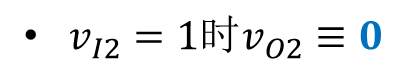 • v_{I2} = 1时v_{O2} ≡ 0